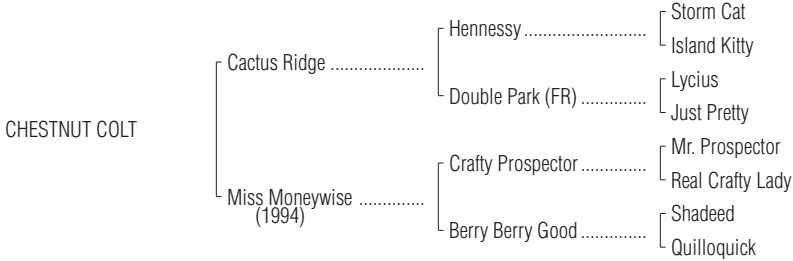 Storm Cat
Hennessy ..........................
Island Kitty
Cactus Ridge ....................
Lycius
Double Park (FR) ..............
Just Pretty
CHESTNUT COLT
Mr. Prospector
Crafty Prospector ..............
Real Crafty Lady
Miss Moneywise ..............
(1994)
Shadeed
Berry Berry Good ..............
Quilloquick